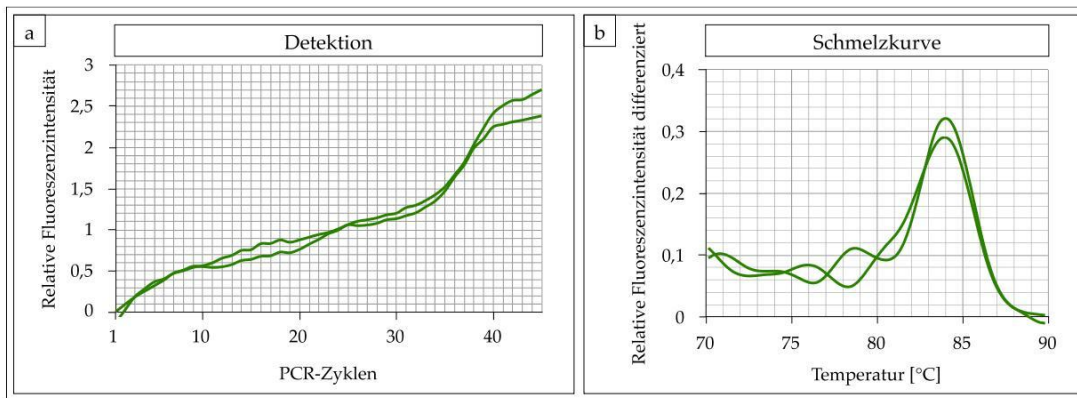 a
Detektion
Relative Fluoreszenzintensität
3
2,5
2
1,5
1
0,5
0
1
10
20
30
40
PCR-Zyklen
b
Schmelzkurve
Relative Fluoreszenzintensität differenziert
0,4
0,3
0,2
0,1
0
70
75
80
85
90
Temperatur [°C]